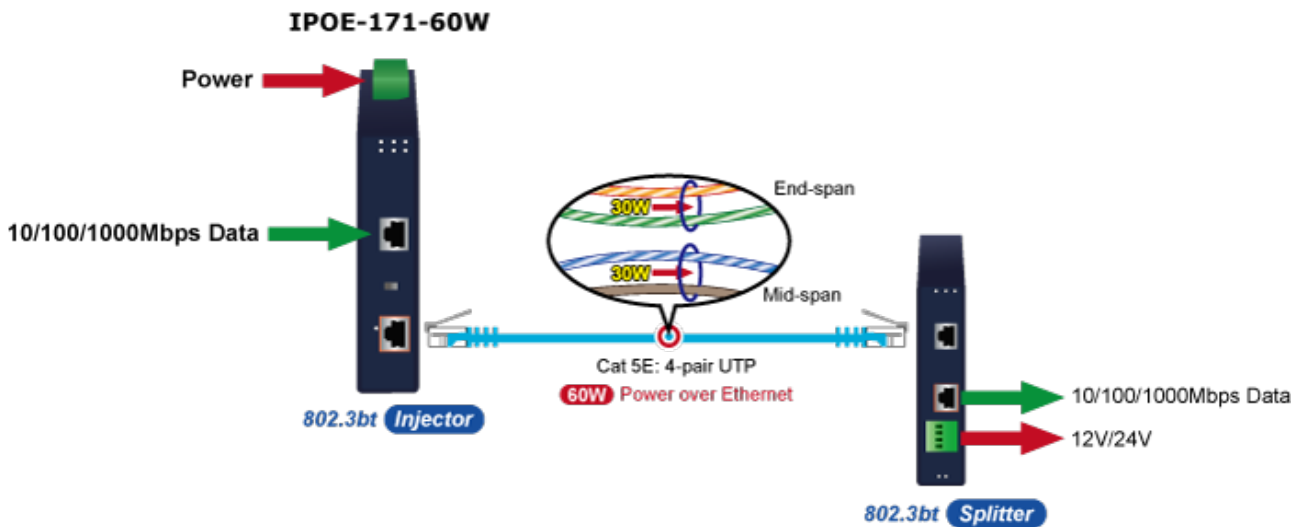 IPOE-171-60W
Power
10/100/1000Mbps Data
End-span
30W
30W
Mid-span
Cat 5E: 4-pair UTP
60W Power over Ethernet
802.3bt Injector
10/100/1000Mbps Data
12V/24V
802.3bt Splitter